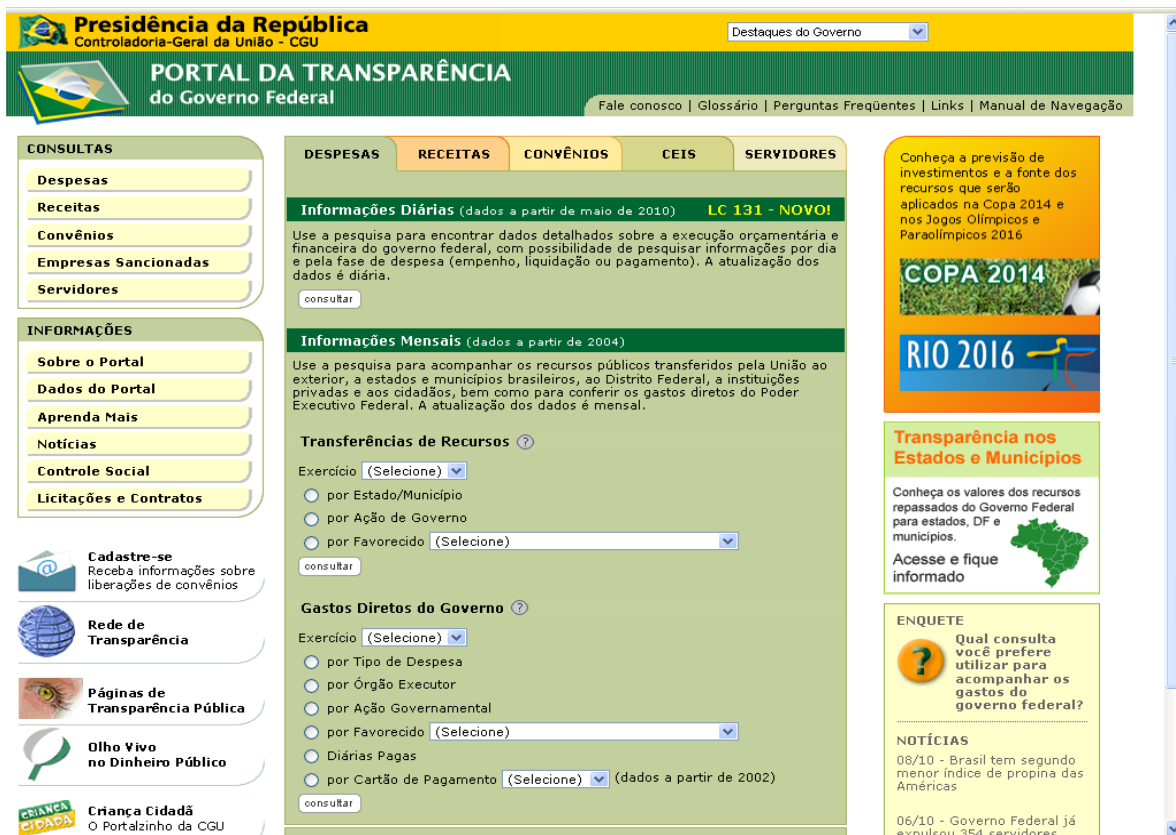 Presidência da República
Controladoria-Geral da União - CGU
Destaques do Governo
PORTAL DA TRANSPARÊNCIA
do Governo Federal
Fale conosco | Glossário | Perguntas Freqüentes | Links | Manual de Navegação
CONSULTAS
Despesas
Receitas
Convênios
Empresas Sancionadas
Servidores
INFORMAÇÕES
Sobre o Portal
Dados do Portal
Aprenda Mais
Notícias
Controle Social
Licitações e Contratos
Cadastre-se
Receba informações sobre
liberações de convênios
Rede de
Transparência
Páginas de
Transparência Pública
Olho Vivo
no Dinheiro Público
CRIANÇA
CIDADÃ
Criança Cidadã
O Portalzinho da CGU
DESPESAS RECEITAS CONVÊNIOS CEIS SERVIDORES
Informações Diárias (dados a partir de maio de 2010) LC 131 - NOVO!
Use a pesquisa para encontrar dados detalhados sobre a execução orçamentária e
financeira do governo federal, com possibilidade de pesquisar informações por dia
e pela fase de despesa (empenho, liquidação ou pagamento). A atualização dos
dados é diária.
consultar
Informações Mensais (dados a partir de 2004)
Use a pesquisa para acompanhar os recursos públicos transferidos pela União ao
exterior, a estados e municípios brasileiros, ao Distrito Federal, a instituições
privadas e aos cidadãos, bem como para conferir os gastos diretos do Poder
Executivo Federal. A atualização dos dados é mensal.
Transferências de Recursos ?
Exercício (Selecione)
por Estado/Município
por Ação de Governo
por Favorecido (Selecione)
consultar
Gastos Diretos do Governo ?
Exercício (Selecione)
por Tipo de Despesa
por Órgão Executor
por Ação Governamental
por Favorecido (Selecione)
Diárias Pagas
por Cartão de Pagamento (Selecione) (dados a partir de 2002)
consultar
Conheça a previsão de
investimentos e a fonte dos
recursos que serão
aplicados na Copa 2014 e
nos Jogos Olímpicos e
Paraolímpicos 2016
COPA 2014
RIO 2016
Transparência nos
Estados e Municípios
Conheça os valores dos recursos
repassados do Governo Federal
para estados, DF e
municípios.
Acesse e fique
informado
ENQUETE
?
Qual consulta
você prefere
utilizar para
acompanhar os
gastos do
governo federal?
NOTÍCIAS
08/10 - Brasil tem segundo
menor índice de propina das
Américas
06/10 - Governo Federal já
expulsou 354 servidores